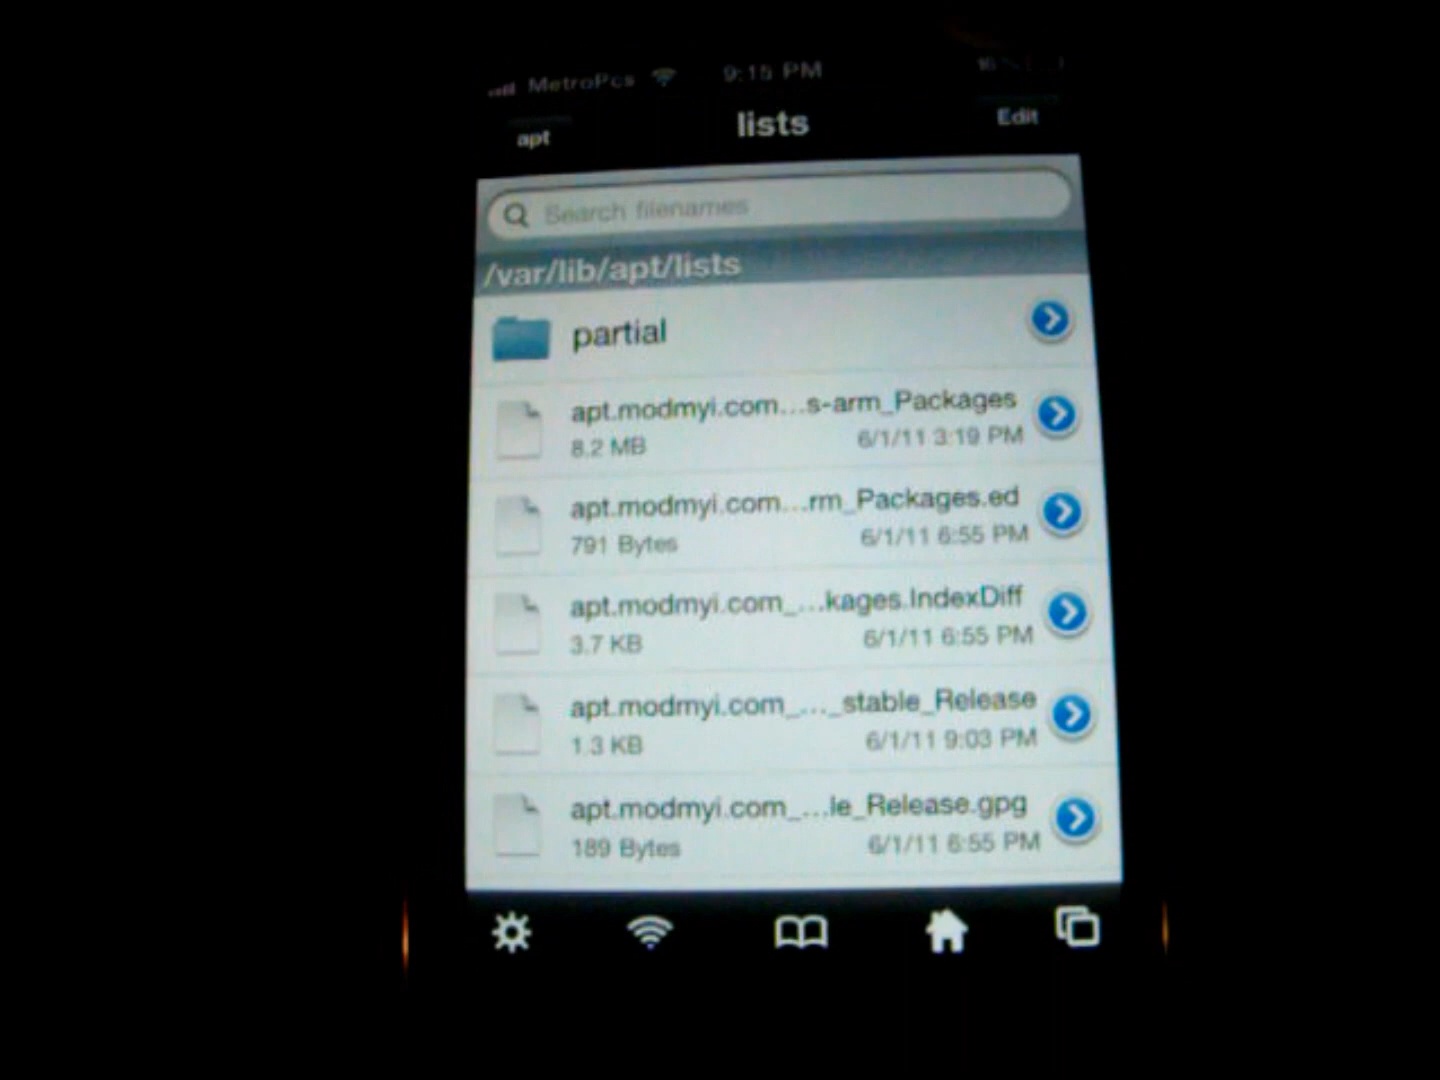 MetroPcs 9:15 PM
apt lists Edit
Search filenames
/var/lib/apt/lists
partial
apt.modmyi.com...s-arm_Packages
8.2 MB 6/1/11 3:19 PM
apt.modmyi.com...rm_Packages.ed
791 Bytes 6/1/11 6:55 PM
apt.modmyi.com_...kages.IndexDiff
3.7 KB 6/1/11 6:55 PM
apt.modmyi.com_..._stable_Release
1.3 KB 6/1/11 9:03 PM
apt.modmyi.com_...le_Release.gpg
189 Bytes 6/1/11 6:55 PM